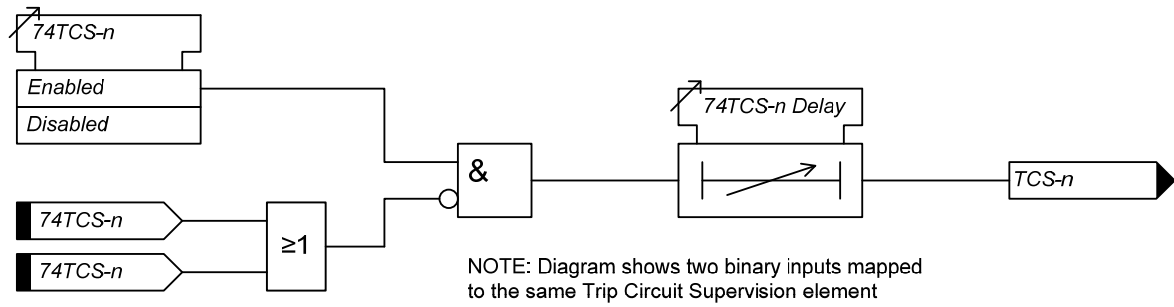 74TCS-n
Enabled
Disabled
&
74TCS-n Delay
TCS-n
74TCS-n
74TCS-n
≥1
NOTE: Diagram shows two binary inputs mapped
to the same Trip Circuit Supervision element